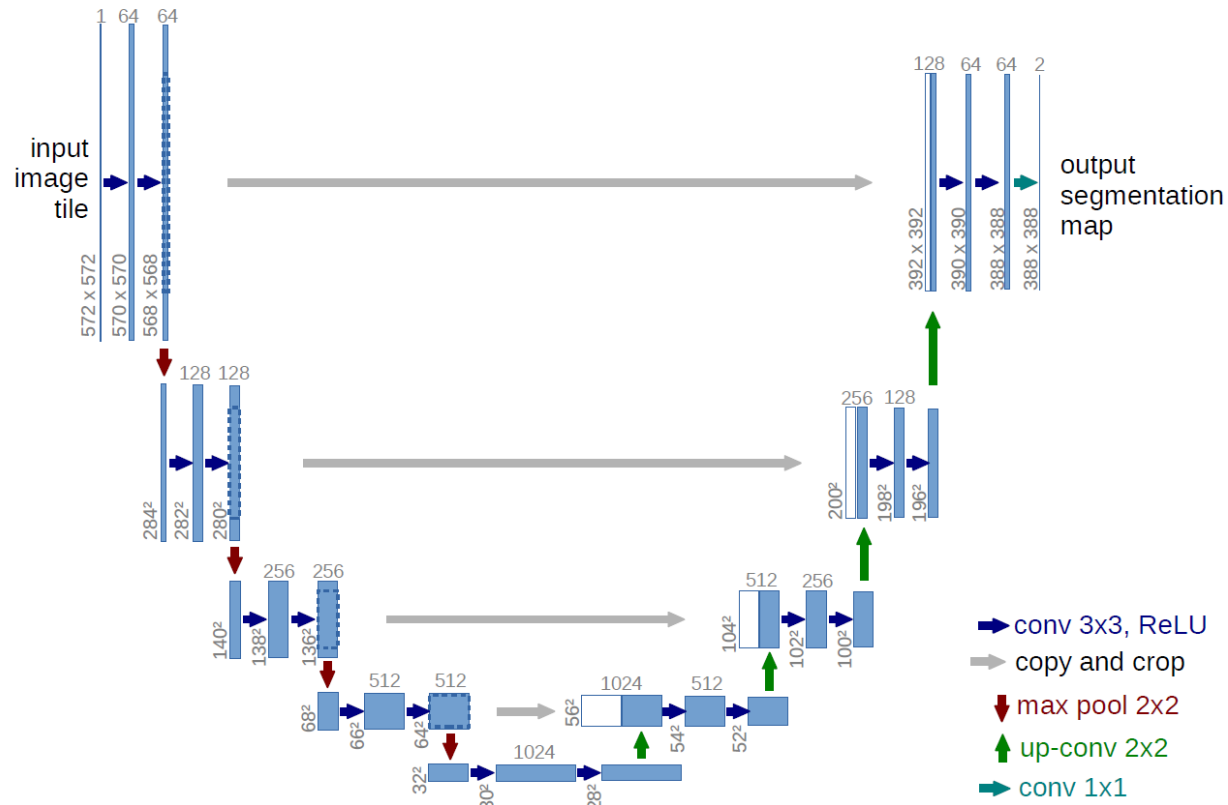 1 64 64
input
image
tile
572 x 572
570 x 570
568 x 568
128 64 64 2
output
segmentation
map
392 x 392
390 x 390
388 x 388
388 x 388
128 128
284²
282²
280²
256 128
200²
198²
196²
256 256
140²
138²
136²
512 256
104²
102²
100²
512 512
68²
66²
64²
1024 512
56²
54²
52²
1024
32²
30²
28²
conv 3x3, ReLU
copy and crop
max pool 2x2
up-conv 2x2
conv 1x1